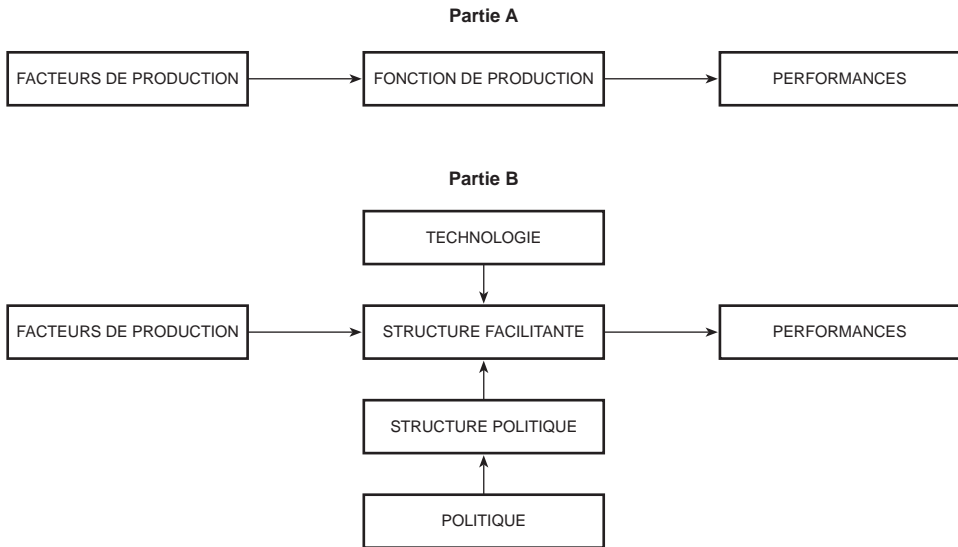 Partie A
FACTEURS DE PRODUCTION
FONCTION DE PRODUCTION
PERFORMANCES
Partie B
TECHNOLOGIE
FACTEURS DE PRODUCTION
STRUCTURE FACILITANTE
PERFORMANCES
STRUCTURE POLITIQUE
POLITIQUE